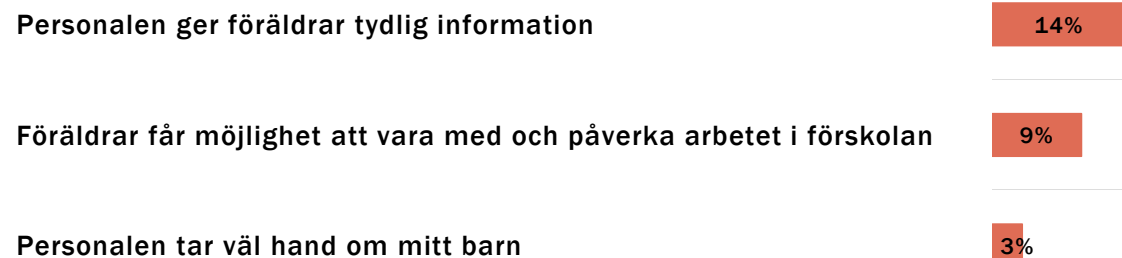 Personalen ger föräldrar tydlig information 14%
Föräldrar får möjlighet att vara med och påverka arbetet i förskolan 9%
Personalen tar väl hand om mitt barn 3%